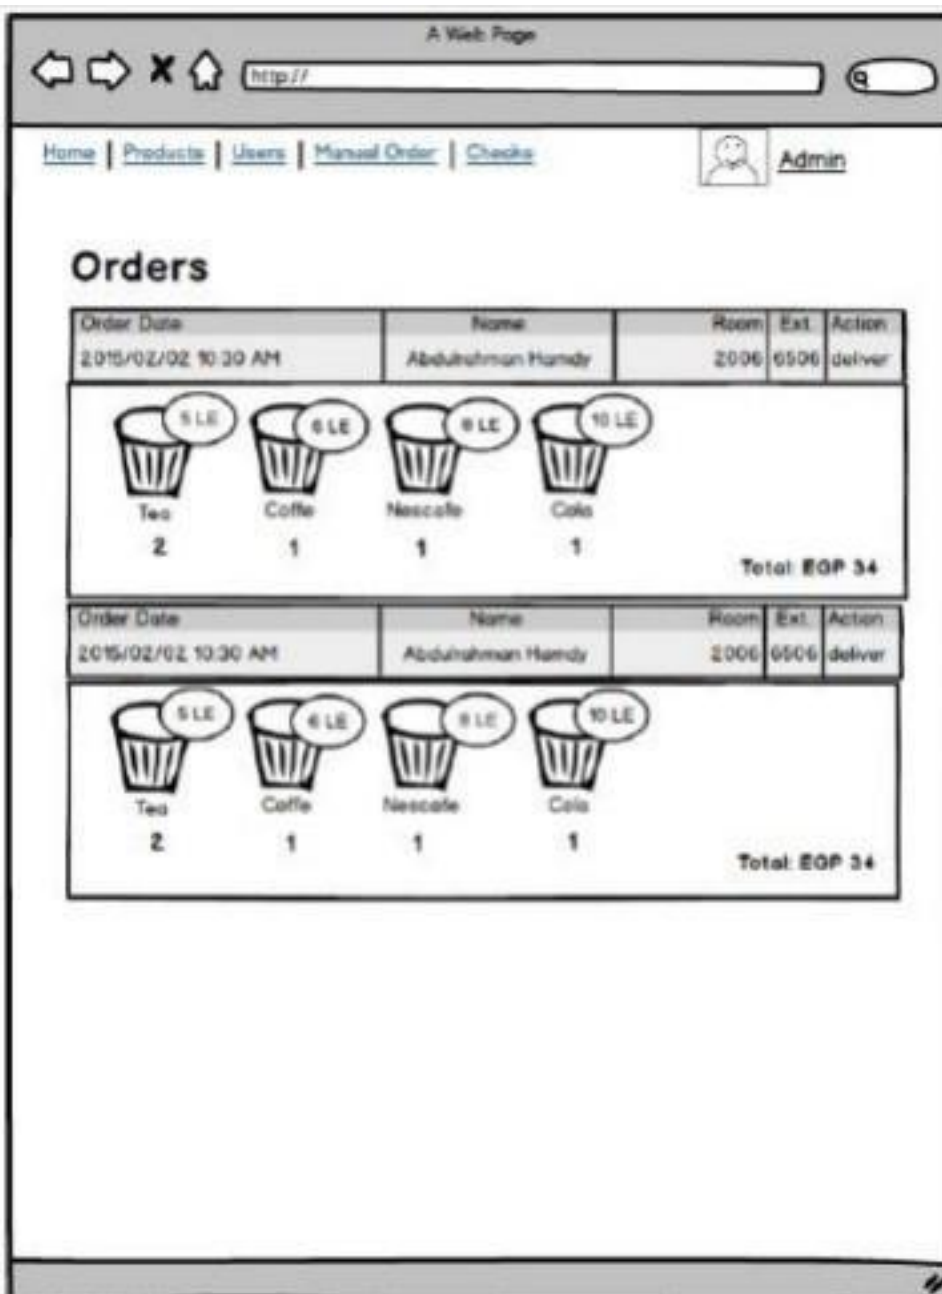 A Web Page
http://
Home | Products | Users | Manual Order | Checks
Admin
Orders
Order Date Name Room Ext. Action
2015/02/02 10:30 AM Abdulrahman Hamdy 2006 6506 deliver
5 LE 6 LE 8 LE 10 LE
Tea Coffe Nescafe Cola
2 1 1 1
Total: EGP 34
Order Date Name Room Ext. Action
2015/02/02 10:30 AM Abdulrahman Hamdy 2006 6506 deliver
5 LE 6 LE 8 LE 10 LE
Tea Coffe Nescafe Cola
2 1 1 1
Total: EGP 34